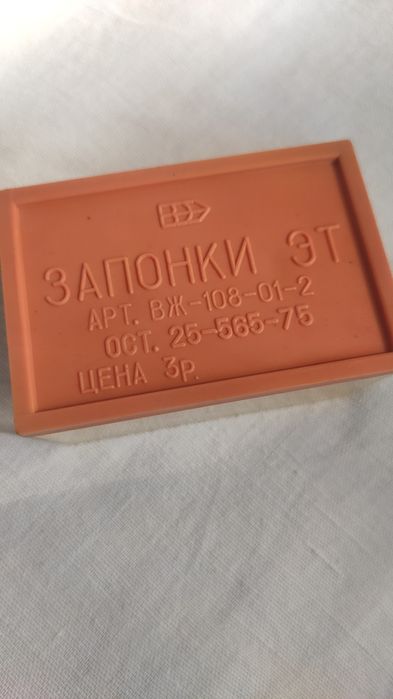 ЗАПОНКИ ЭТ
АРТ. ВЖ-108-01-2
ОСТ. 25-565-75
ЦЕНА 3р.